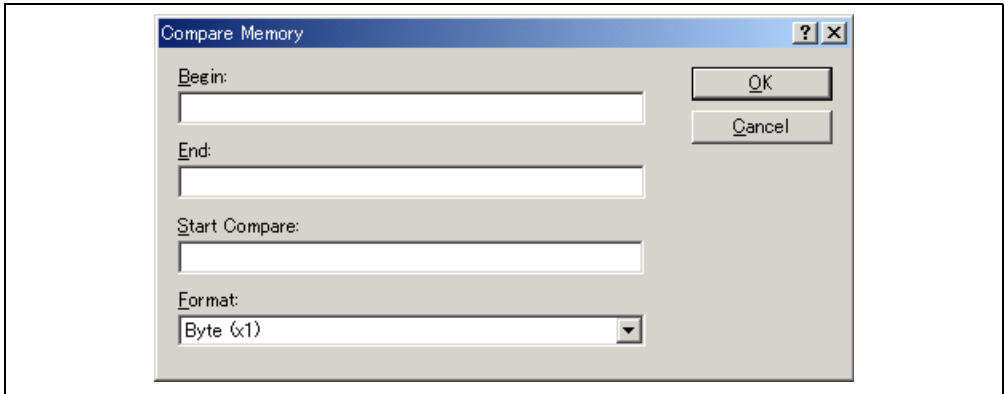 Compare Memory
Begin:
OK
Cancel
End:
Start Compare:
Format:
Byte (x1)